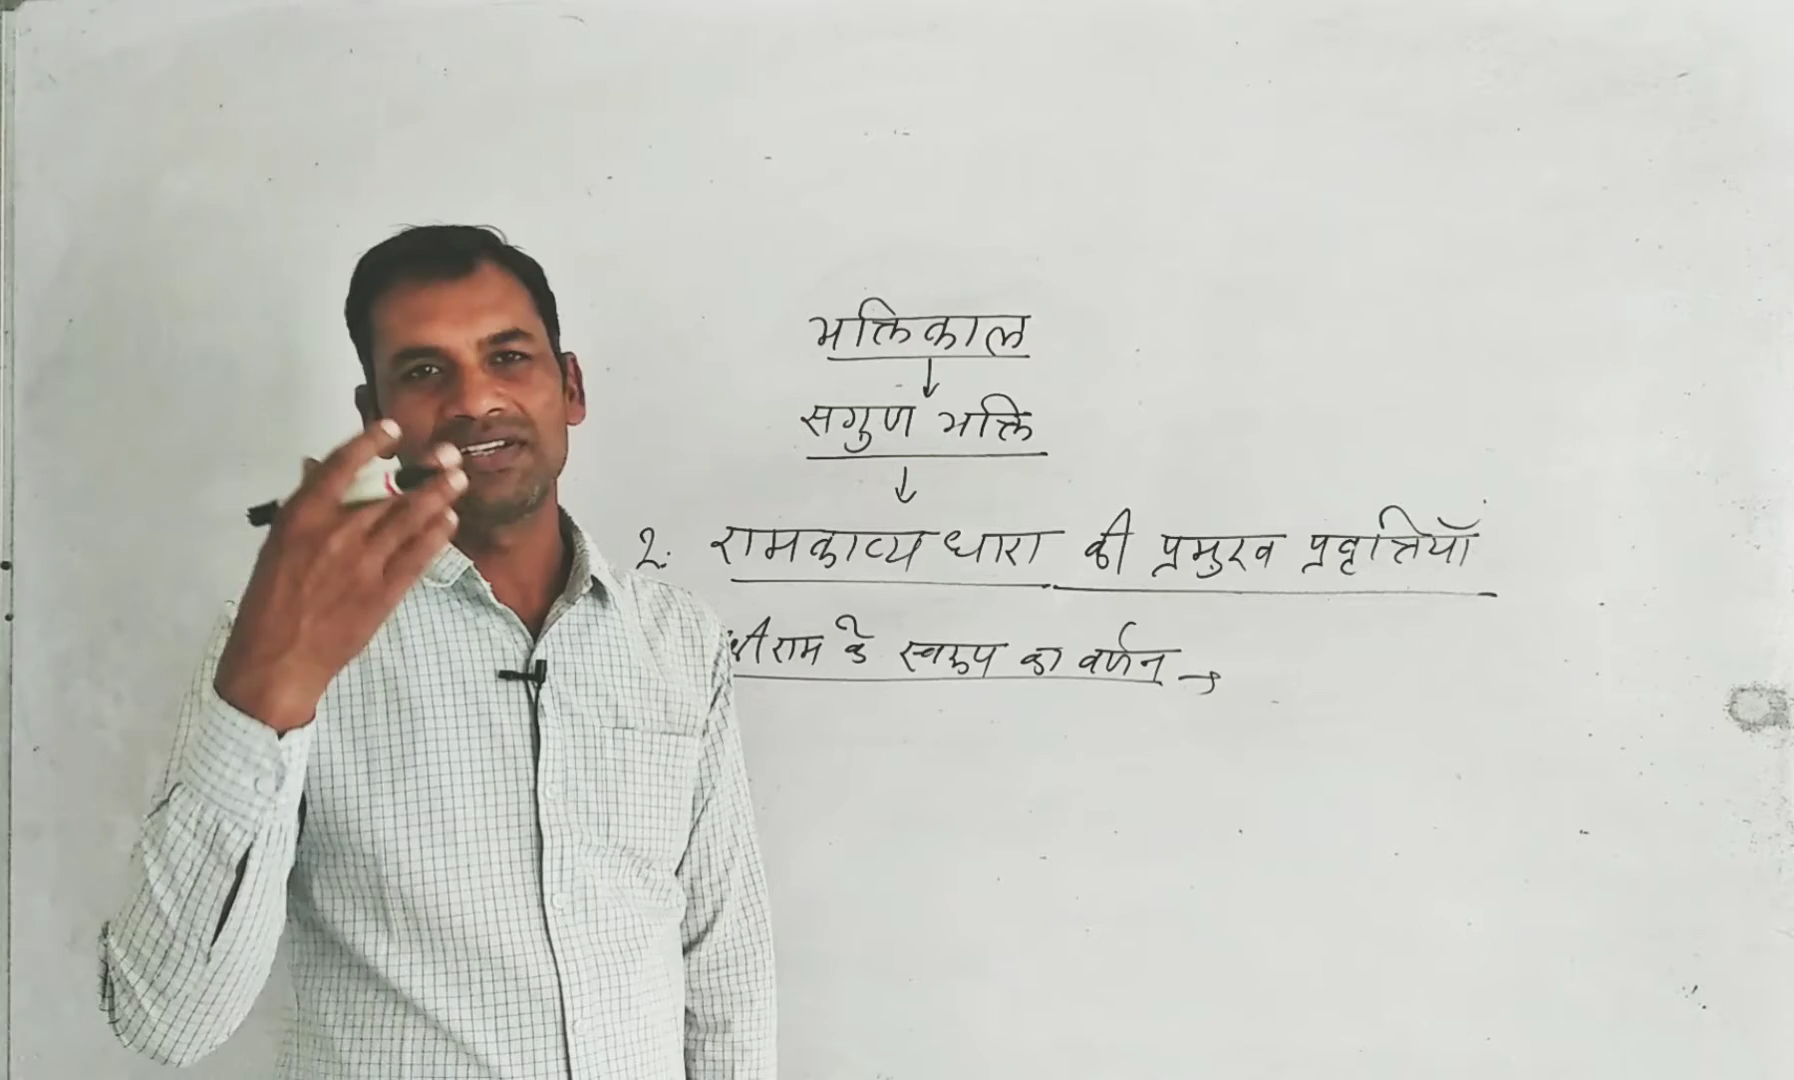 भक्तिकाल
↓
सगुण भक्ति
↓
2. रामकाव्य धारा की प्रमुख प्रवृत्तियाँ
श्रीराम के स्वरूप का वर्णन →